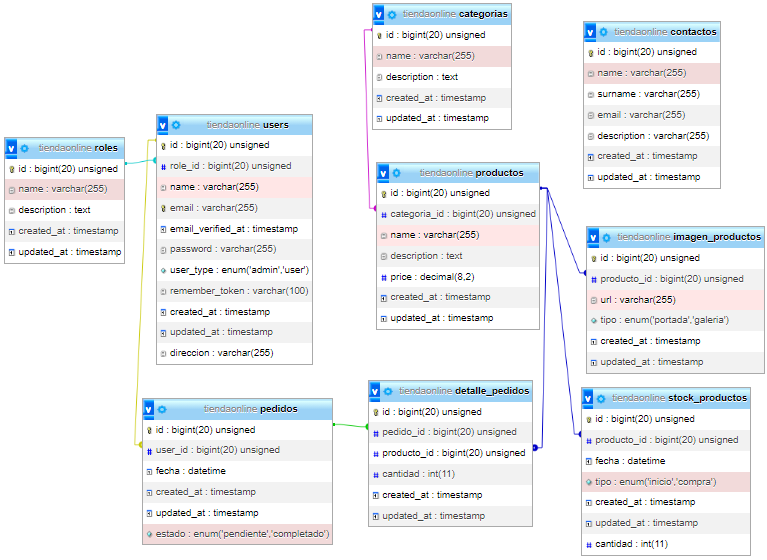 tiendaonline categorias
id : bigint(20) unsigned
name : varchar(255)
description : text
created_at : timestamp
updated_at : timestamp
tiendaonline contactos
id : bigint(20) unsigned
name : varchar(255)
surname : varchar(255)
email : varchar(255)
description : varchar(255)
created_at : timestamp
updated_at : timestamp
tiendaonline roles
id : bigint(20) unsigned
name : varchar(255)
description : text
created_at : timestamp
updated_at : timestamp
tiendaonline users
id : bigint(20) unsigned
role_id : bigint(20) unsigned
name : varchar(255)
email : varchar(255)
email_verified_at : timestamp
password : varchar(255)
user_type : enum('admin','user')
remember_token : varchar(100)
created_at : timestamp
updated_at : timestamp
direccion : varchar(255)
tiendaonline productos
id : bigint(20) unsigned
categoria_id : bigint(20) unsigned
name : varchar(255)
description : text
price : decimal(8,2)
created_at : timestamp
updated_at : timestamp
tiendaonline imagen_productos
id : bigint(20) unsigned
producto_id : bigint(20) unsigned
url : varchar(255)
tipo : enum('portada','galeria')
created_at : timestamp
updated_at : timestamp
tiendaonline pedidos
id : bigint(20) unsigned
user_id : bigint(20) unsigned
fecha : datetime
created_at : timestamp
updated_at : timestamp
estado : enum('pendiente','completado')
tiendaonline detalle_pedidos
id : bigint(20) unsigned
pedido_id : bigint(20) unsigned
producto_id : bigint(20) unsigned
cantidad : int(11)
created_at : timestamp
updated_at : timestamp
tiendaonline stock_productos
id : bigint(20) unsigned
producto_id : bigint(20) unsigned
fecha : datetime
tipo : enum('inicio','compra')
created_at : timestamp
updated_at : timestamp
cantidad : int(11)